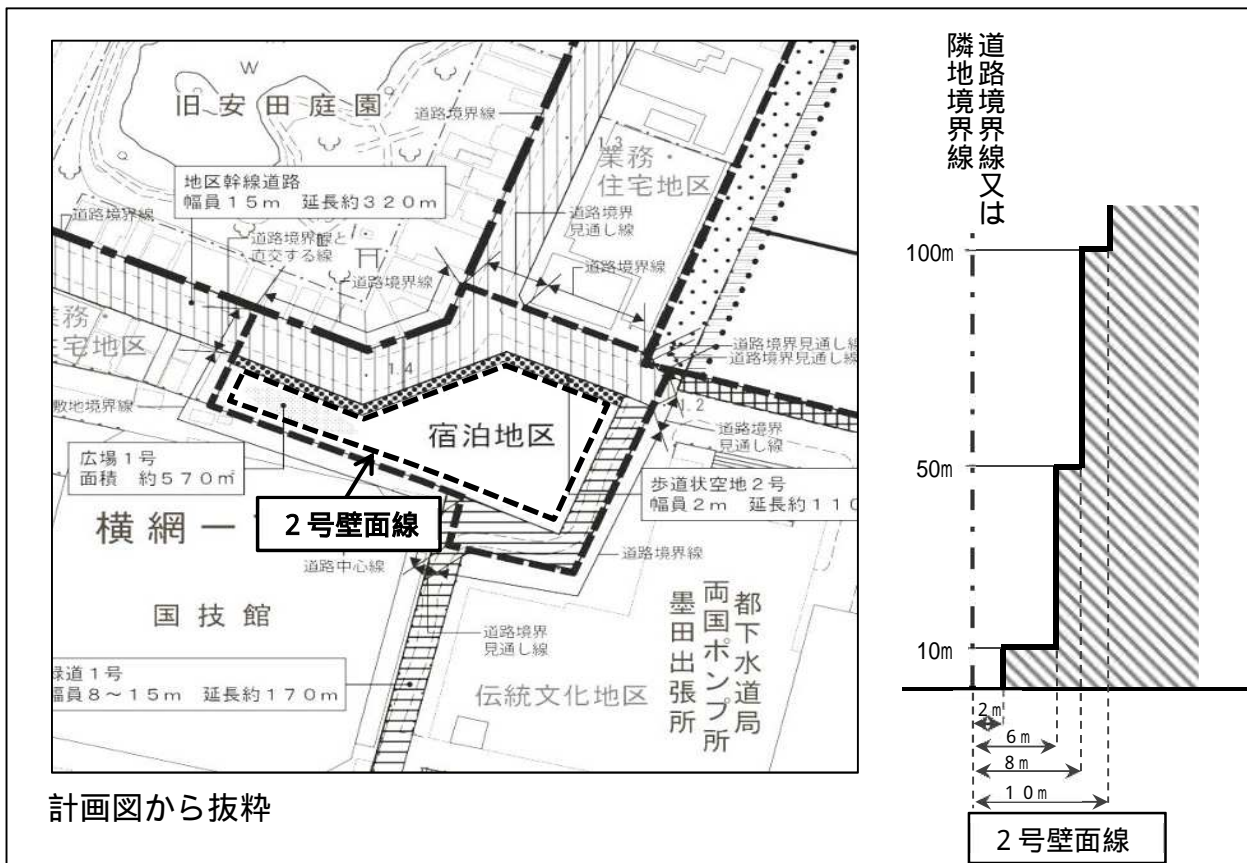 旧安田庭園
道路境界線
地区幹線道路
幅員15m 延長約320m
1.3
業務・
住宅地区
道路境界線
道路境界線と
直交する線
道路境界線
道路境界
見通し線
道路境界線
道路境界見通し線
道路境界見通し線
1.4
宅地区
敷地境界線
宿泊地区
1.2
道路境界
見通し線
広場1号
面積 約570㎡
2号壁面線
歩道状空地2号
幅員2m 延長約110
横網一
道路中心線
道路境界線
国技館
道路境界
見通し線
緑道1号
幅員8〜15m 延長約170m
伝統文化地区
都下水道局
両国ポンプ所
墨田出張所
計画図から抜粋
道路境界線又は
隣地境界線
100m
50m
10m
2m
6m
8m
10m
2号壁面線